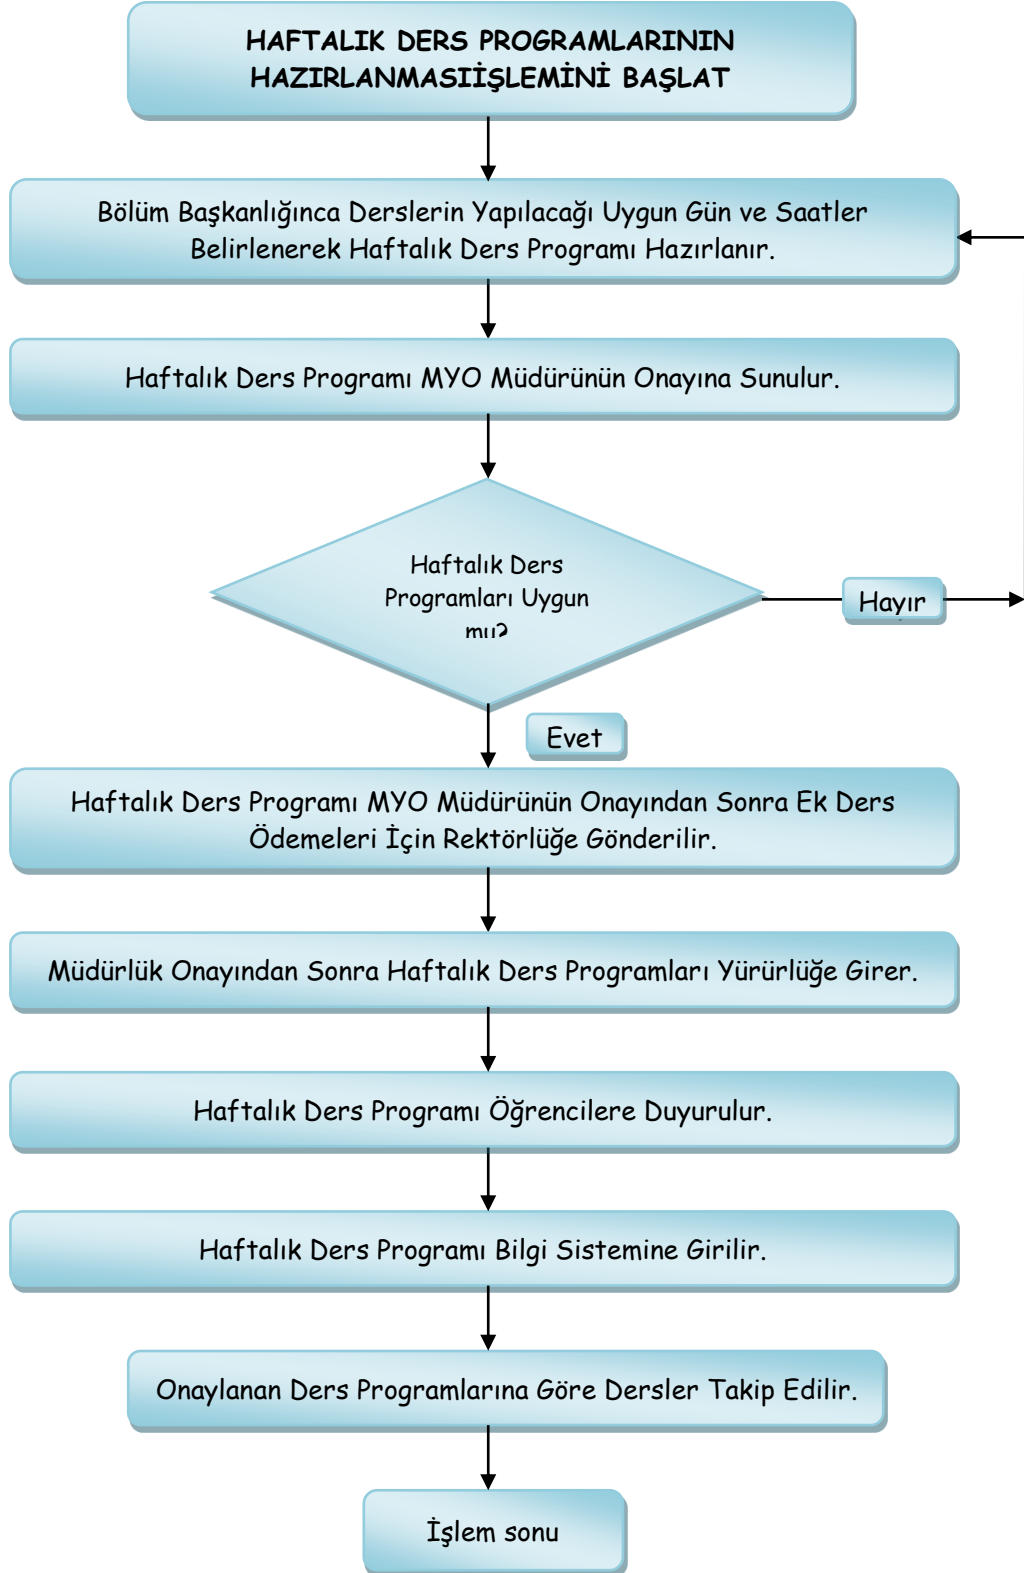 HAFTALIK DERS PROGRAMLARININ
HAZIRLANMASIİŞLEMİNİ BAŞLAT
Bölüm Başkanlığınca Derslerin Yapılacağı Uygun Gün ve Saatler
Belirlenerek Haftalık Ders Programı Hazırlanır.
Haftalık Ders Programı MYO Müdürünün Onayına Sunulur.
Haftalık Ders
Programları Uygun
mu?
Hayır
Evet
Haftalık Ders Programı MYO Müdürünün Onayından Sonra Ek Ders
Ödemeleri İçin Rektörlüğe Gönderilir.
Müdürlük Onayından Sonra Haftalık Ders Programları Yürürlüğe Girer.
Haftalık Ders Programı Öğrencilere Duyurulur.
Haftalık Ders Programı Bilgi Sistemine Girilir.
Onaylanan Ders Programlarına Göre Dersler Takip Edilir.
İşlem sonu